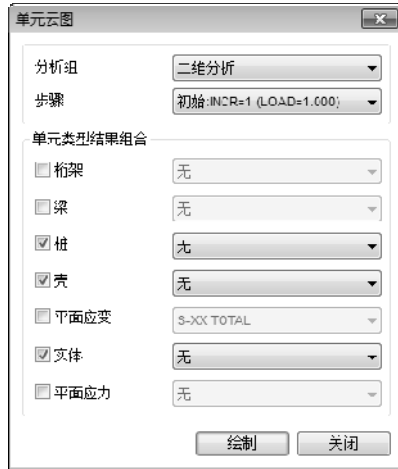 单元云图
分析组 二维分析
步骤 初始:INCR=1 (LOAD=1.000)
单元类型结果组合
桁架 无
梁 无
桩 无
壳 无
平面应变 S-XX TOTAL
实体 无
平面应力 无
绘制 关闭